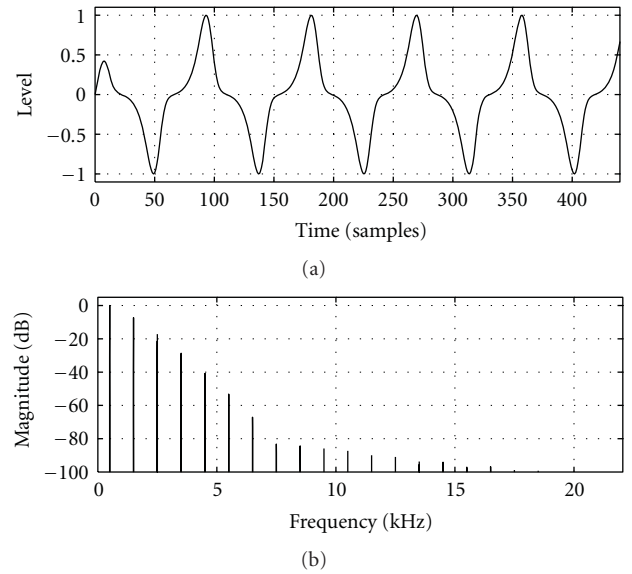 1
0.5
0
−0.5
−1
Level
0 50 100 150 200 250 300 350 400
Time (samples)
(a)
0
−20
−40
−60
−80
−100
Magnitude (dB)
0 5 10 15 20
Frequency (kHz)
(b)